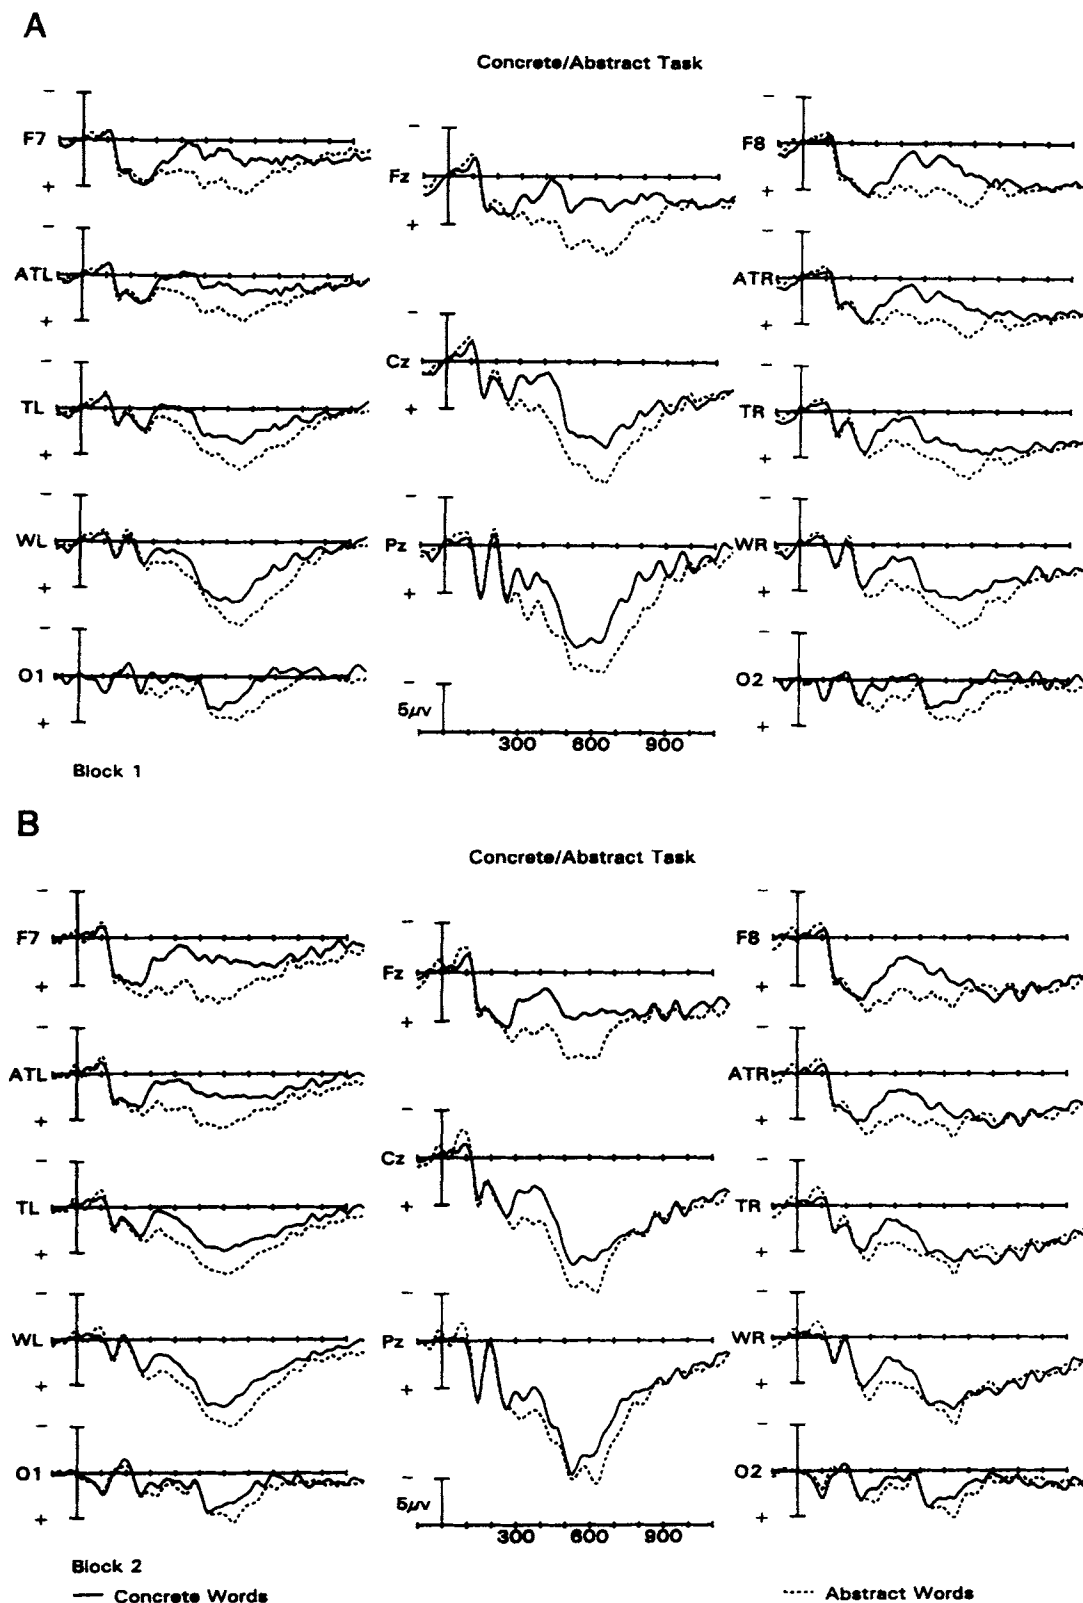 A
Concrete/Abstract Task
−
F7
+
−
Fz
+
−
F8
+
−
ATL
+
−
ATR
+
−
Cz
+
−
TL
+
−
TR
+
−
WL
+
−
Pz
+
−
WR
+
−
O1
+
−
5μv
300 600 900
−
O2
+
Block 1
B
Concrete/Abstract Task
−
F7
+
−
Fz
+
−
F8
+
−
ATL
+
−
ATR
+
−
Cz
+
−
TL
+
−
TR
+
−
WL
+
−
Pz
+
−
WR
+
−
O1
+
−
5μv
300 600 900
−
O2
+
Block 2
Concrete Words
Abstract Words